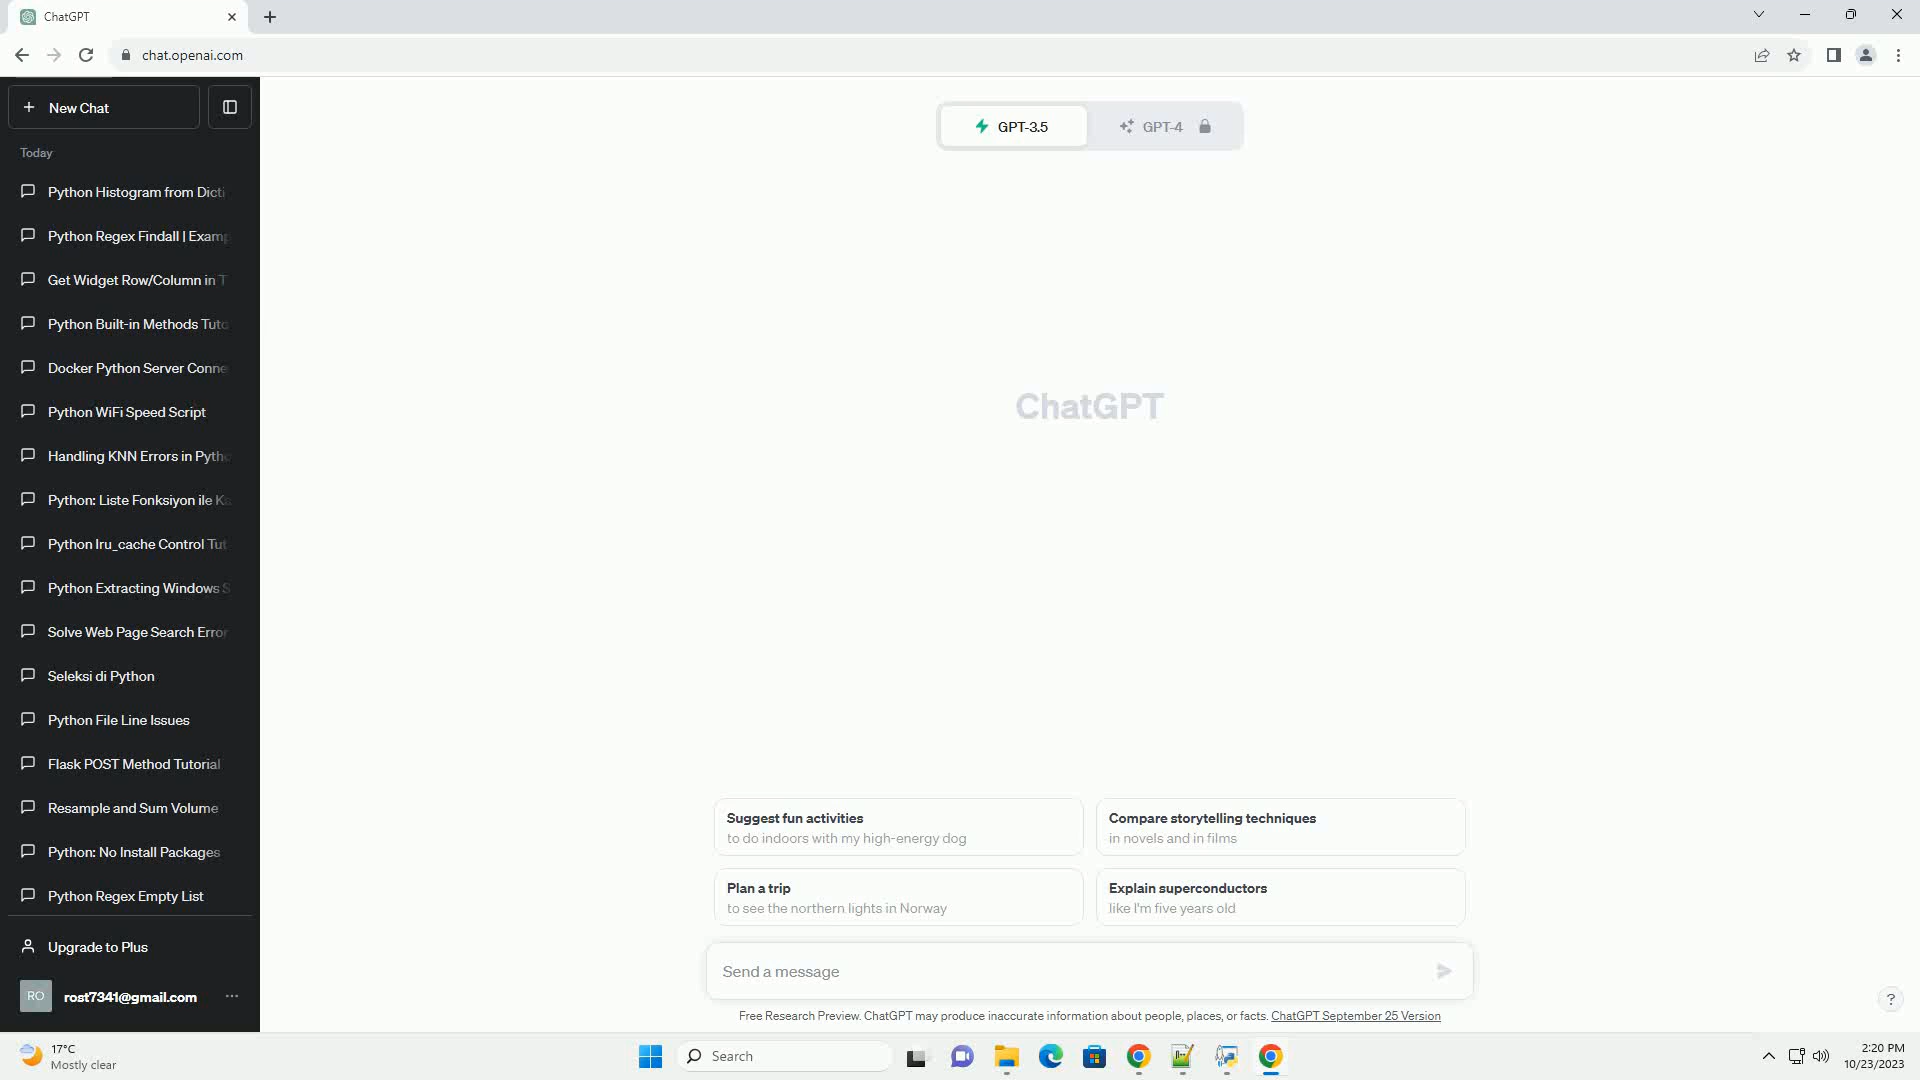 ChatGPT
chat.openai.com
New Chat
GPT-3.5
GPT-4
Today
Python Histogram from Dicti
Python Regex Findall | Examp
Get Widget Row/Column in T
Python Built-in Methods Tuto
Docker Python Server Conne
Python WiFi Speed Script
Handling KNN Errors in Pytho
Python: Liste Fonksiyon ile Ka
Python lru_cache Control Tut
Python Extracting Windows S
Solve Web Page Search Error
Seleksi di Python
Python File Line Issues
Flask POST Method Tutorial
Resample and Sum Volume
Python: No Install Packages
Python Regex Empty List
Upgrade to Plus
RO
rost7341@gmail.com
ChatGPT
Suggest fun activities
to do indoors with my high-energy dog
Compare storytelling techniques
in novels and in films
Plan a trip
to see the northern lights in Norway
Explain superconductors
like I'm five years old
Send a message
Free Research Preview. ChatGPT may produce inaccurate information about people, places, or facts. ChatGPT September 25 Version
?
17°C
Mostly clear
Search
2:20 PM
10/23/2023